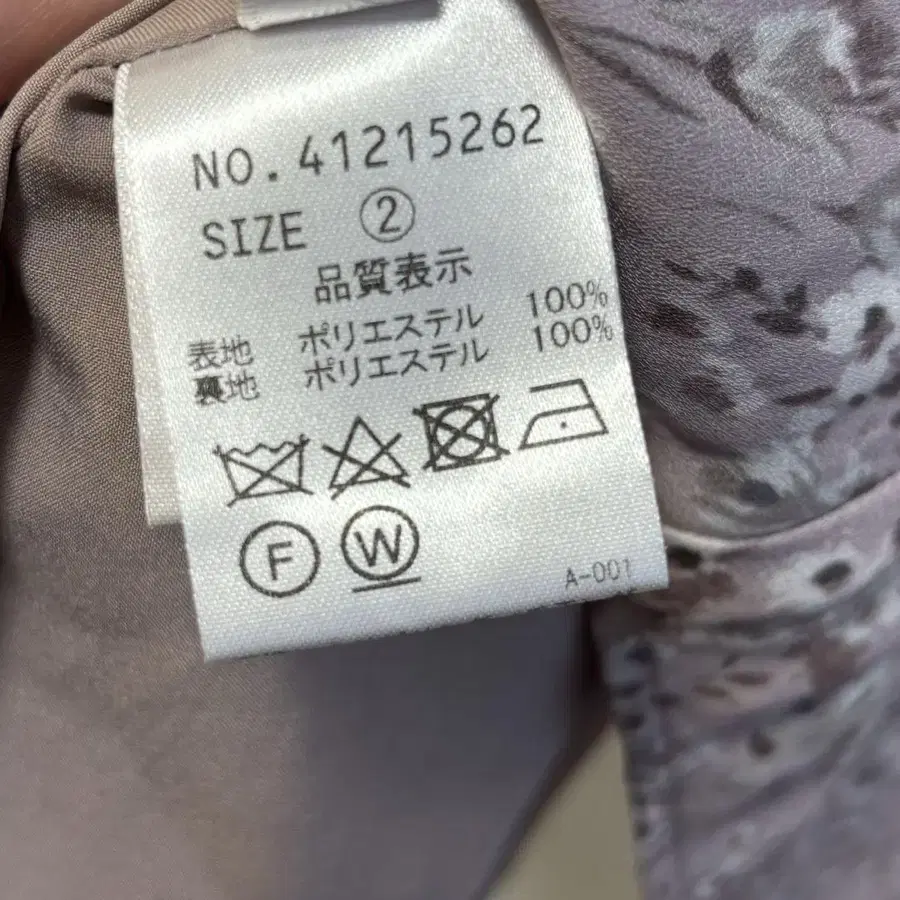 NO.41215262
SIZE ②
品質表示
表地 ポリエステル 100%
裏地 ポリエステル 100%
Ⓕ Ⓦ
A-001